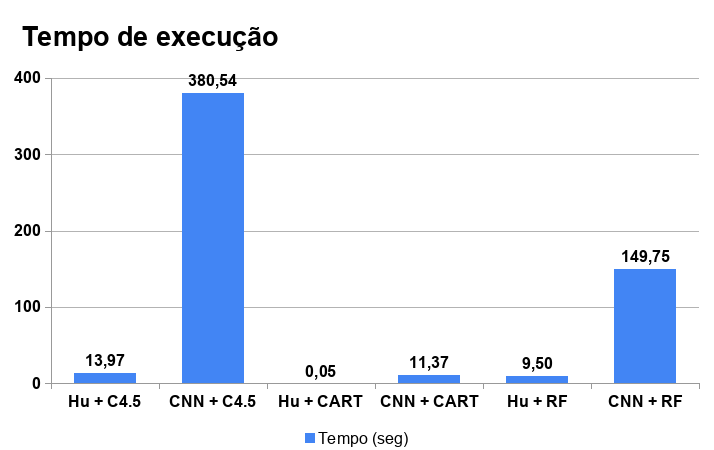 Tempo de execução
400
300
200
100
0
13,97
380,54
0,05
11,37
9,50
149,75
Hu + C4.5
CNN + C4.5
Hu + CART
CNN + CART
Hu + RF
CNN + RF
Tempo (seg)